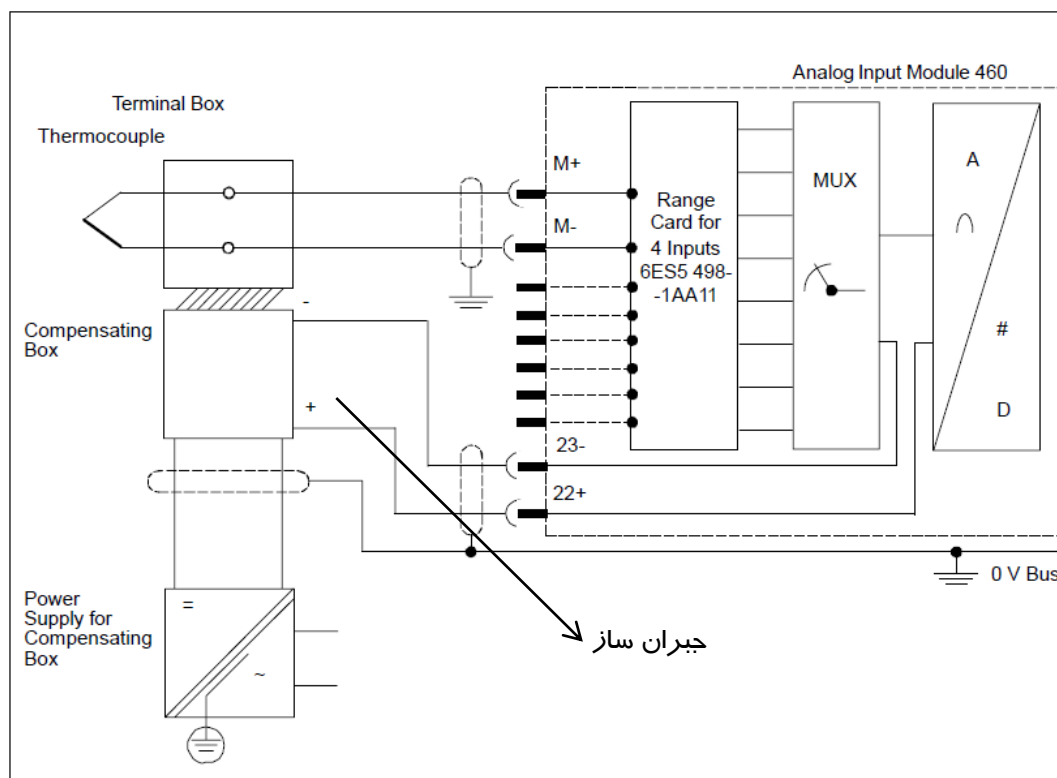 Analog Input Module 460
Terminal Box
Thermocouple
M+
M-
Range
Card for
4 Inputs
6ES5 498-
-1AA11
MUX
A
#
D
-
Compensating
Box
+
23-
22+
0 V Bus
Power
Supply for
Compensating
Box
=
~
جبران ساز